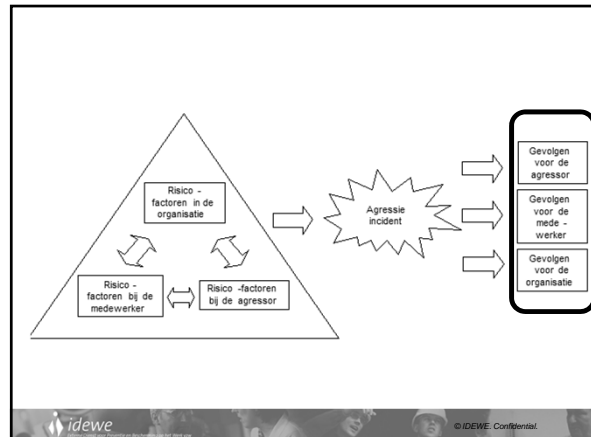 Risico -
factoren in de
organisatie
Risico -
factoren bij de
medewerker
Risico -factoren
bij de agressor
Agressie
incident
Gevolgen
voor de
agressor
Gevolgen
voor de
mede -
werker
Gevolgen
voor de
organisatie
idewe
© IDEWE. Confidential.